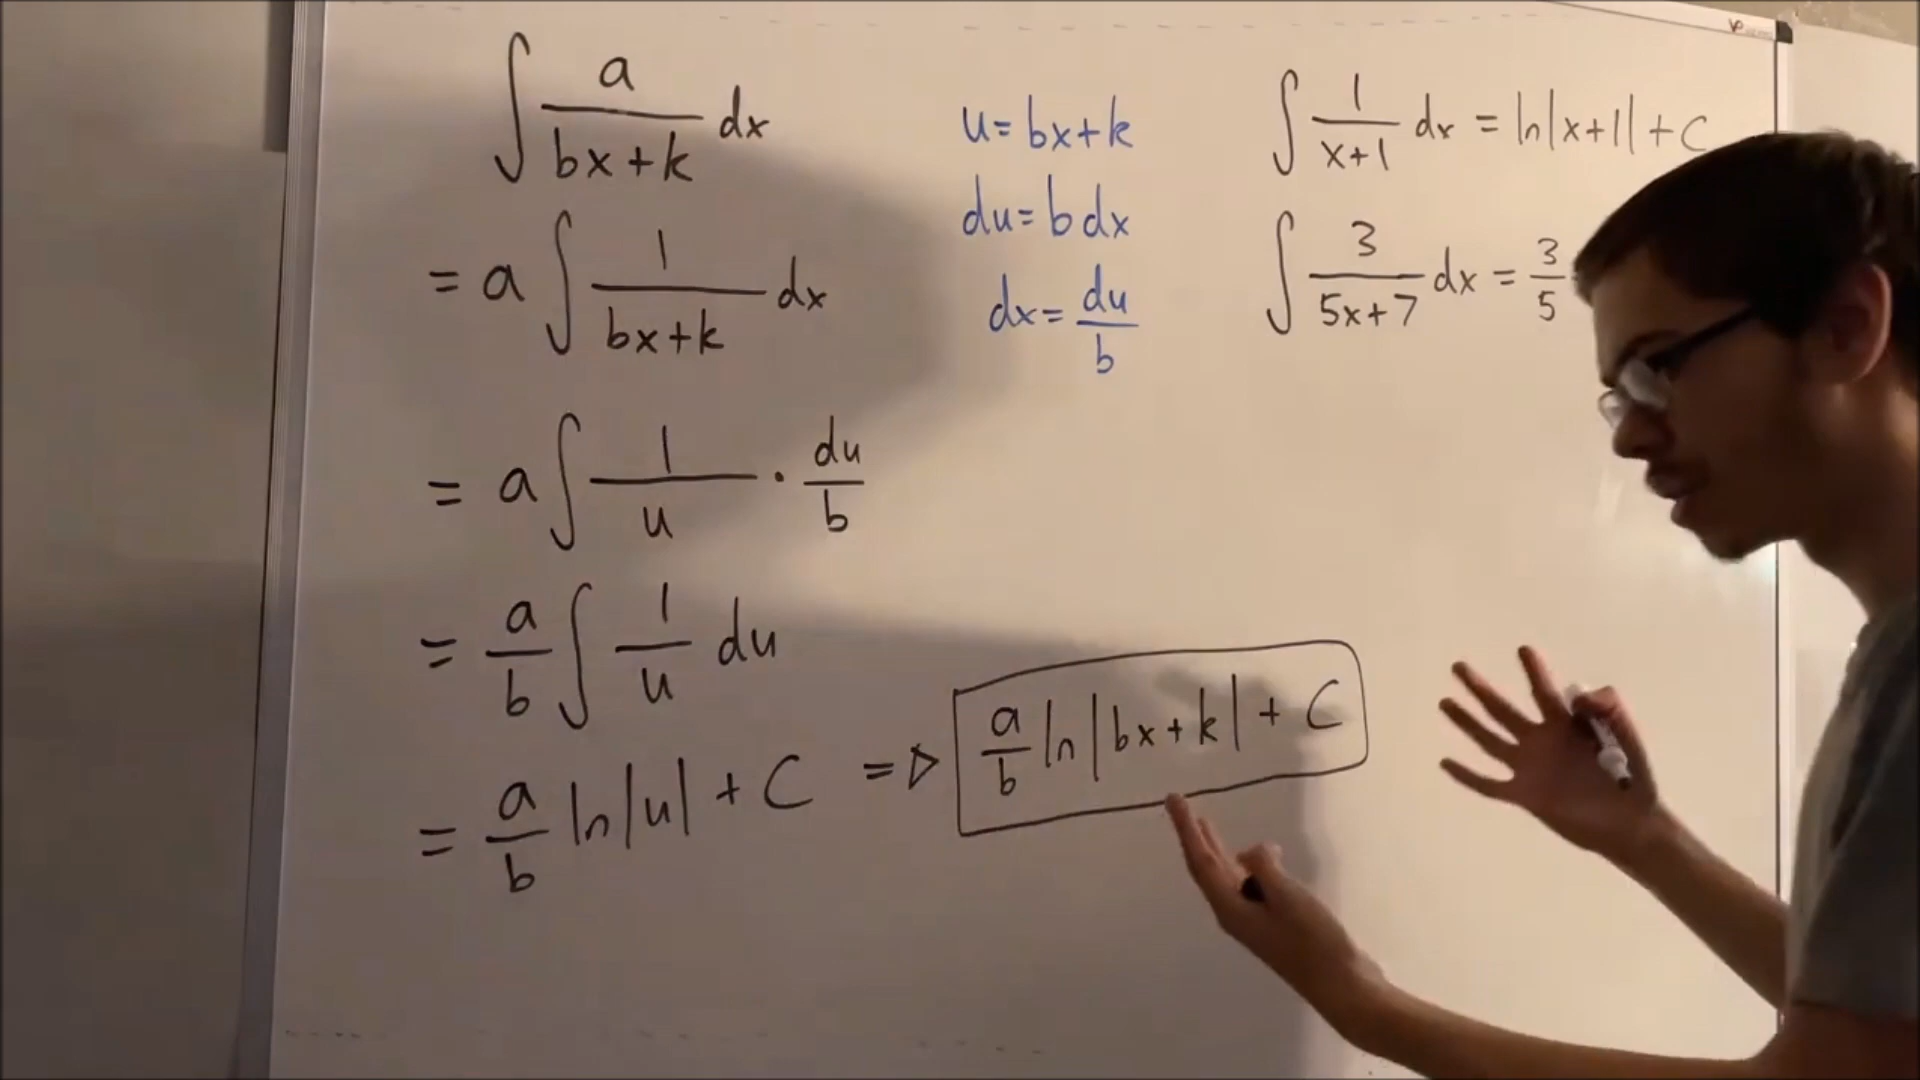 ∫ a/(bx+k) dx
= a ∫ 1/(bx+k) dx
= a ∫ 1/u · du/b
= a/b ∫ 1/u du
= a/b ln|u| + C => a/b ln|bx+k| + C
u=bx+k
du=b dx
dx= du/b
∫ 1/(x+1) dx = ln|x+1| + C
∫ 3/(5x+7) dx = 3/5